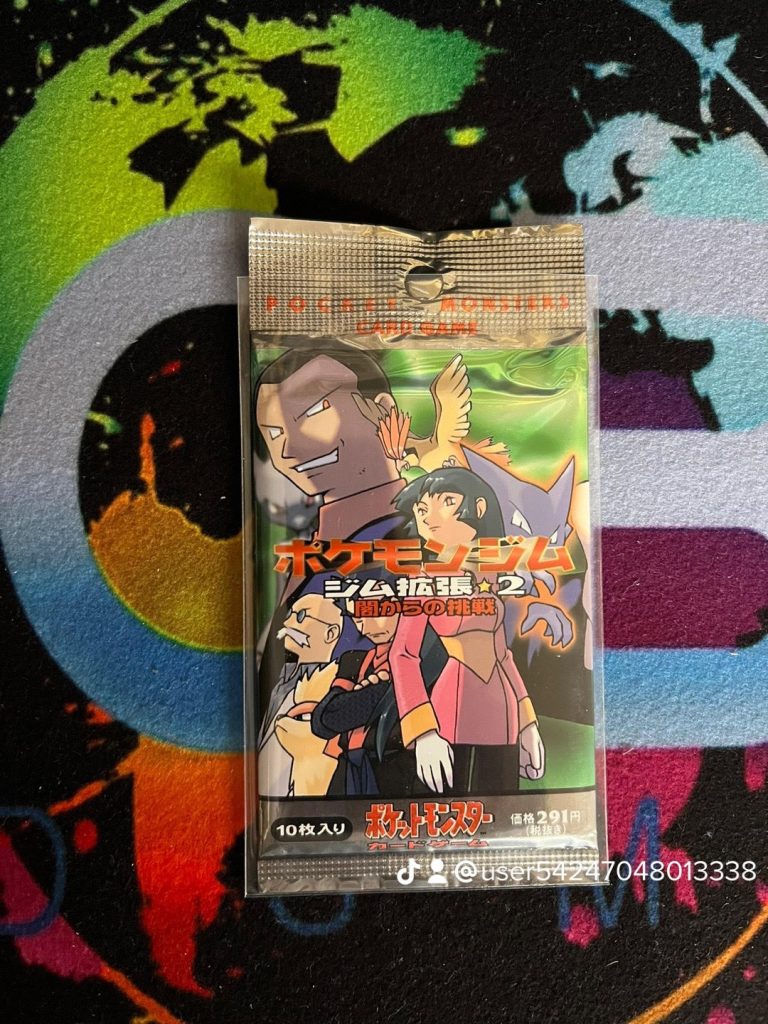 POCKET MONSTERS
CARD GAME
ポケモンジム
ジム拡張★2
闇からの挑戦
10枚入り
ポケットモンスター
カードゲーム
価格291円
(税抜き)
@user54247048013338